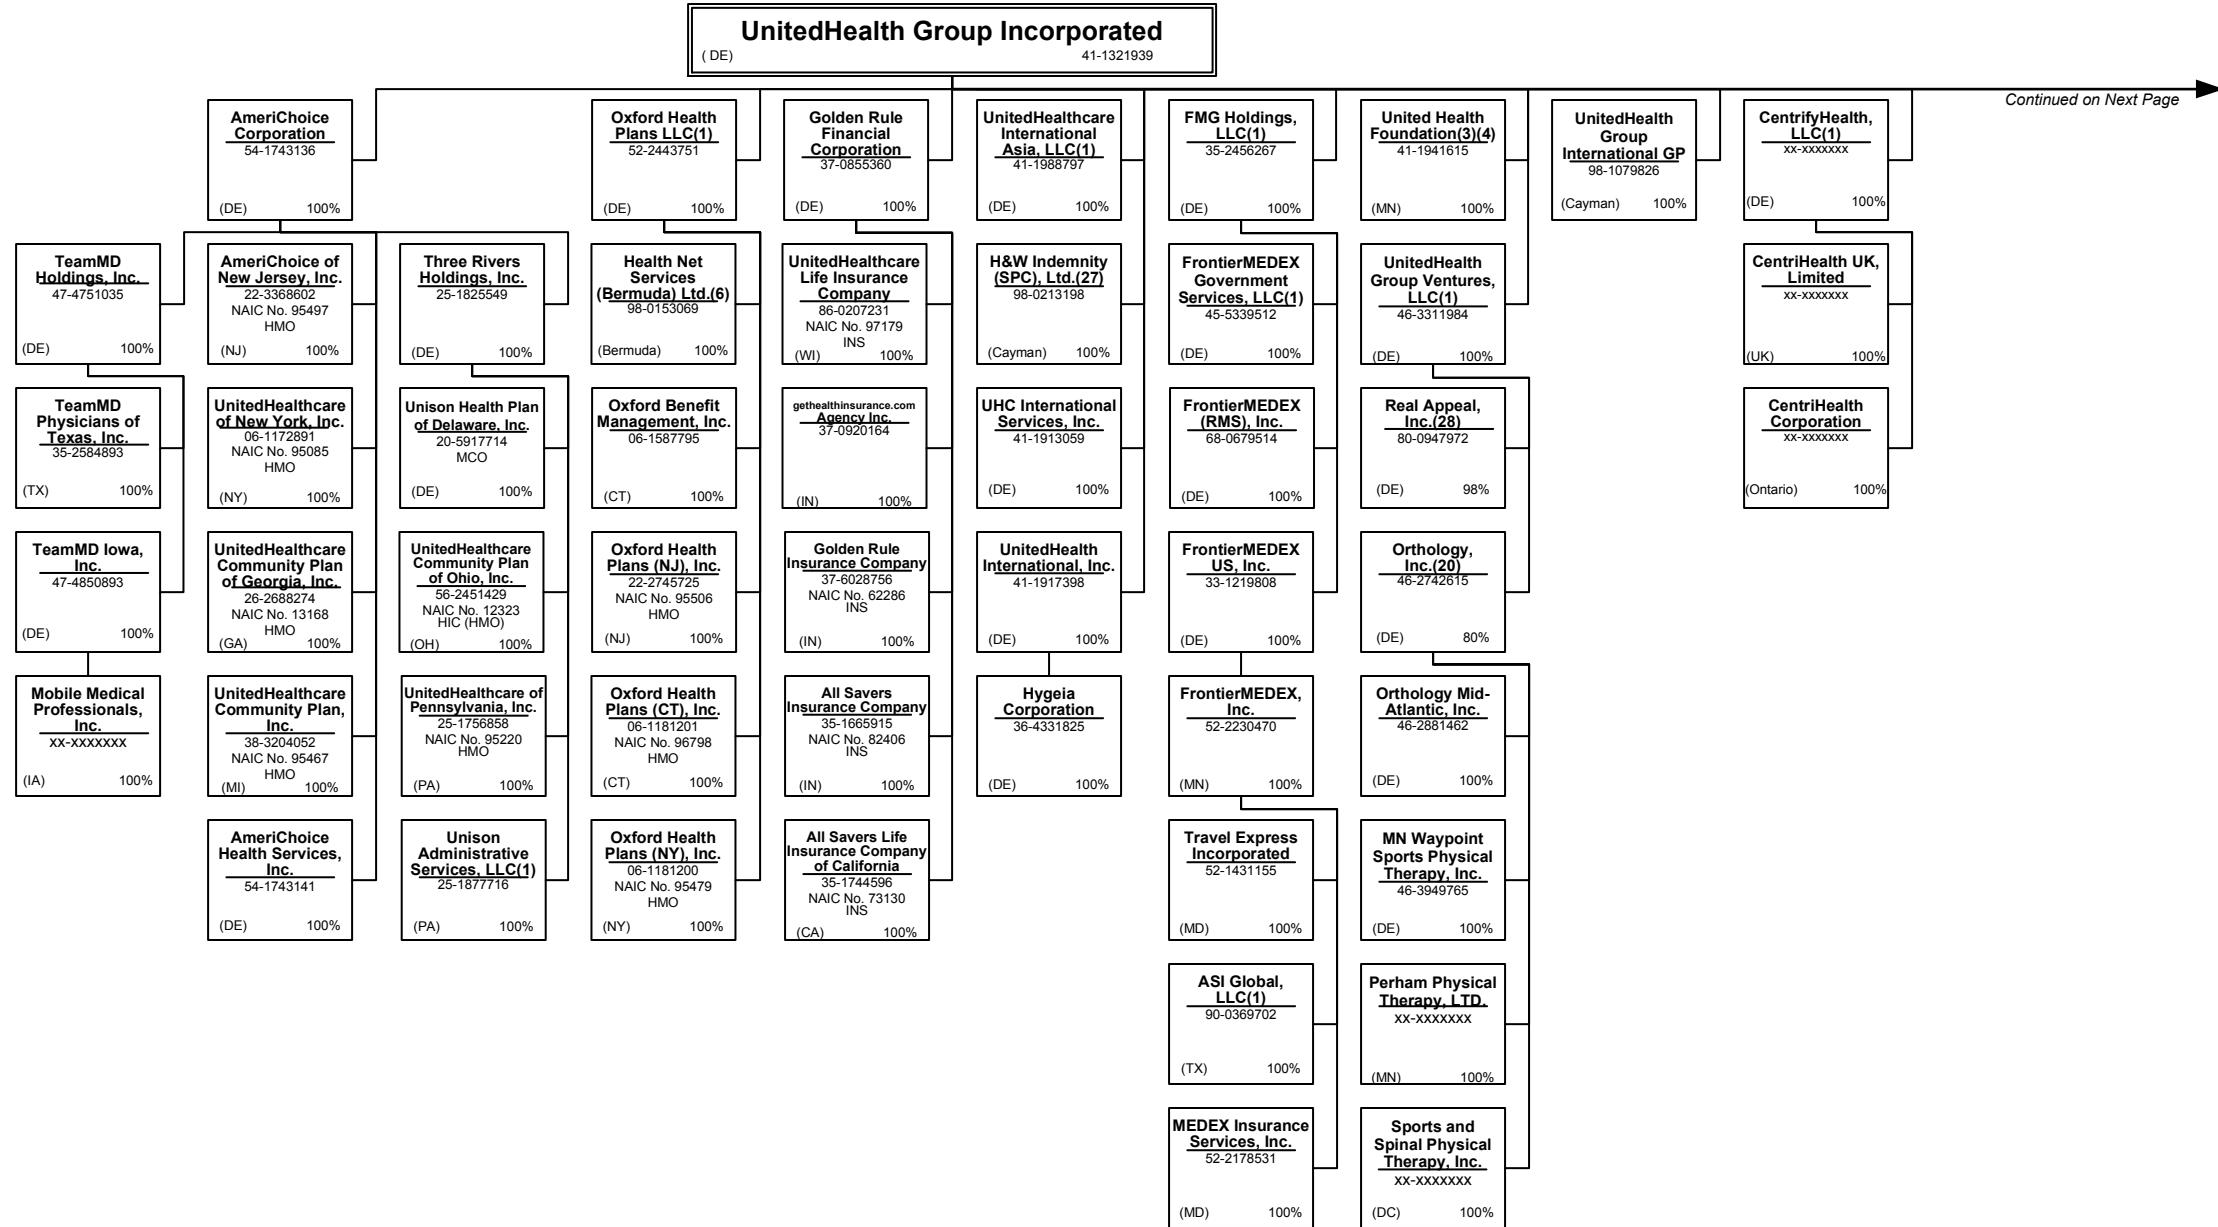 UnitedHealth Group Incorporated
( DE) 41-1321939
Continued on Next Page
AmeriChoice
Corporation
54-1743136
(DE) 100%
Oxford Health
Plans LLC(1)
52-2443751
(DE) 100%
Golden Rule
Financial
Corporation
37-0855360
(DE) 100%
UnitedHealthcare
International
Asia, LLC(1)
41-1988797
(DE) 100%
FMG Holdings,
LLC(1)
35-2456267
(DE) 100%
United Health
Foundation(3)(4)
41-1941615
(MN) 100%
UnitedHealth
Group
International GP
98-1079826
(Cayman) 100%
CentrifyHealth,
LLC(1)
xx-xxxxxxx
(DE) 100%
TeamMD
Holdings, Inc.
47-4751035
(DE) 100%
AmeriChoice of
New Jersey, Inc.
22-3368602
NAIC No. 95497
HMO
(NJ) 100%
Three Rivers
Holdings, Inc.
25-1825549
(DE) 100%
Health Net
Services
(Bermuda) Ltd.(6)
98-0153069
(Bermuda) 100%
UnitedHealthcare
Life Insurance
Company
86-0207231
NAIC No. 97179
INS
(WI) 100%
H&W Indemnity
(SPC), Ltd.(27)
98-0213198
(Cayman) 100%
FrontierMEDEX
Government
Services, LLC(1)
45-5339512
(DE) 100%
UnitedHealth
Group Ventures,
LLC(1)
46-3311984
(DE) 100%
CentriHealth UK,
Limited
xx-xxxxxxx
(UK) 100%
TeamMD
Physicians of
Texas, Inc.
35-2584893
(TX) 100%
UnitedHealthcare
of New York, Inc.
06-1172891
NAIC No. 95085
HMO
(NY) 100%
Unison Health Plan
of Delaware, Inc.
20-5917714
MCO
(DE) 100%
Oxford Benefit
Management, Inc.
06-1587795
(CT) 100%
gethealthinsurance.com
Agency Inc.
37-0920164
(IN) 100%
UHC International
Services, Inc.
41-1913059
(DE) 100%
FrontierMEDEX
(RMS), Inc.
68-0679514
(DE) 100%
Real Appeal,
Inc.(28)
80-0947972
(DE) 98%
CentriHealth
Corporation
xx-xxxxxxx
(Ontario) 100%
TeamMD Iowa,
Inc.
47-4850893
(DE) 100%
UnitedHealthcare
Community Plan
of Georgia, Inc.
26-2688274
NAIC No. 13168
HMO
(GA) 100%
UnitedHealthcare
Community Plan
of Ohio, Inc.
56-2451429
NAIC No. 12323
HIC (HMO)
(OH) 100%
Oxford Health
Plans (NJ), Inc.
22-2745725
NAIC No. 95506
HMO
(NJ) 100%
Golden Rule
Insurance Company
37-6028756
NAIC No. 62286
INS
(IN) 100%
UnitedHealth
International, Inc.
41-1917398
(DE) 100%
FrontierMEDEX
US, Inc.
33-1219808
(DE) 100%
Orthology,
Inc.(20)
46-2742615
(DE) 80%
Mobile Medical
Professionals,
Inc.
xx-xxxxxxx
(IA) 100%
UnitedHealthcare
Community Plan,
Inc.
38-3204052
NAIC No. 95467
HMO
(MI) 100%
UnitedHealthcare of
Pennsylvania, Inc.
25-1756858
NAIC No. 95220
HMO
(PA) 100%
Oxford Health
Plans (CT), Inc.
06-1181201
NAIC No. 96798
HMO
(CT) 100%
All Savers
Insurance Company
35-1665915
NAIC No. 82406
INS
(IN) 100%
Hygeia
Corporation
36-4331825
(DE) 100%
FrontierMEDEX,
Inc.
52-2230470
(MN) 100%
Orthology Mid-
Atlantic, Inc.
46-2881462
(DE) 100%
AmeriChoice
Health Services,
Inc.
54-1743141
(DE) 100%
Unison
Administrative
Services, LLC(1)
25-1877716
(PA) 100%
Oxford Health
Plans (NY), Inc.
06-1181200
NAIC No. 95479
HMO
(NY) 100%
All Savers Life
Insurance Company
of California
35-1744596
NAIC No. 73130
INS
(CA) 100%
Travel Express
Incorporated
52-1431155
(MD) 100%
MN Waypoint
Sports Physical
Therapy, Inc.
46-3949765
(DE) 100%
ASI Global,
LLC(1)
90-0369702
(TX) 100%
Perham Physical
Therapy, LTD.
xx-xxxxxxx
(MN) 100%
MEDEX Insurance
Services, Inc.
52-2178531
(MD) 100%
Sports and
Spinal Physical
Therapy, Inc.
xx-xxxxxxx
(DC) 100%